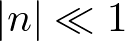 |n| ≪ 1